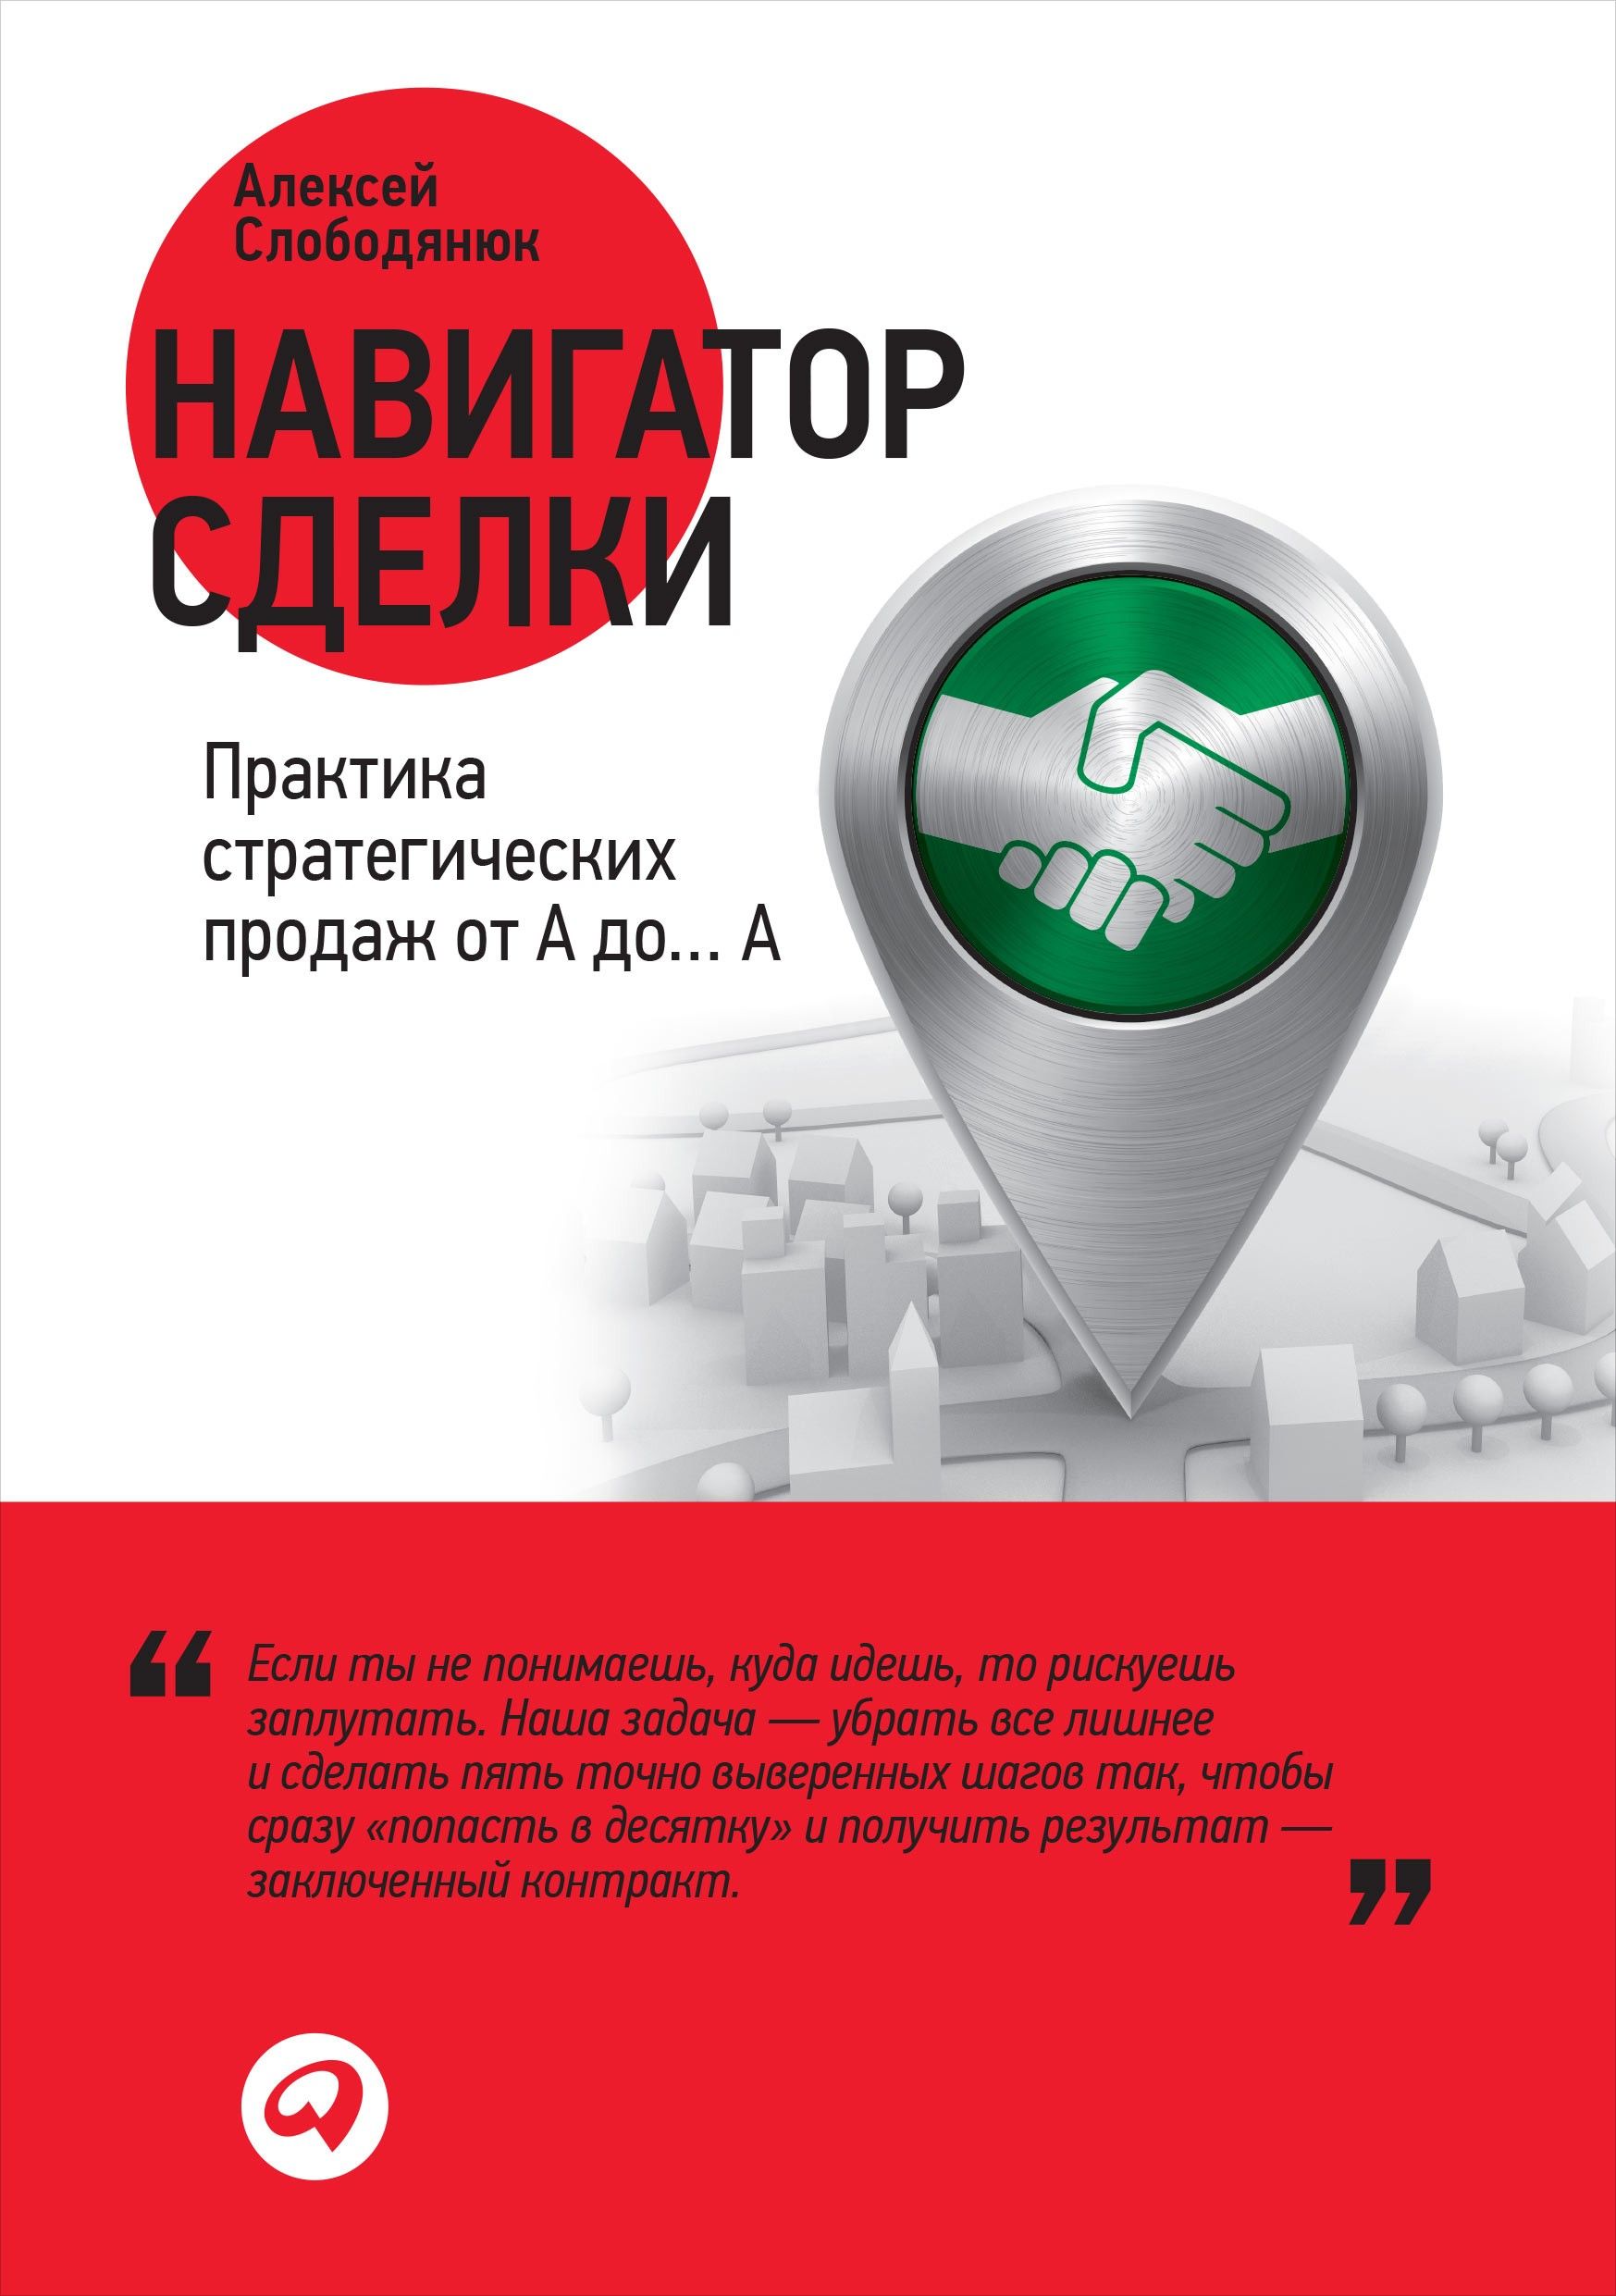 Алексей
Слободянюк
НАВИГАТОР
СДЕЛКИ
Практика
стратегических
продаж от А до... А
“ Если ты не понимаешь, куда идешь, то рискуешь
заплутать. Наша задача — убрать все лишнее
и сделать пять точно выверенных шагов так, чтобы
сразу «попасть в десятку» и получить результат —
заключенный контракт. ”